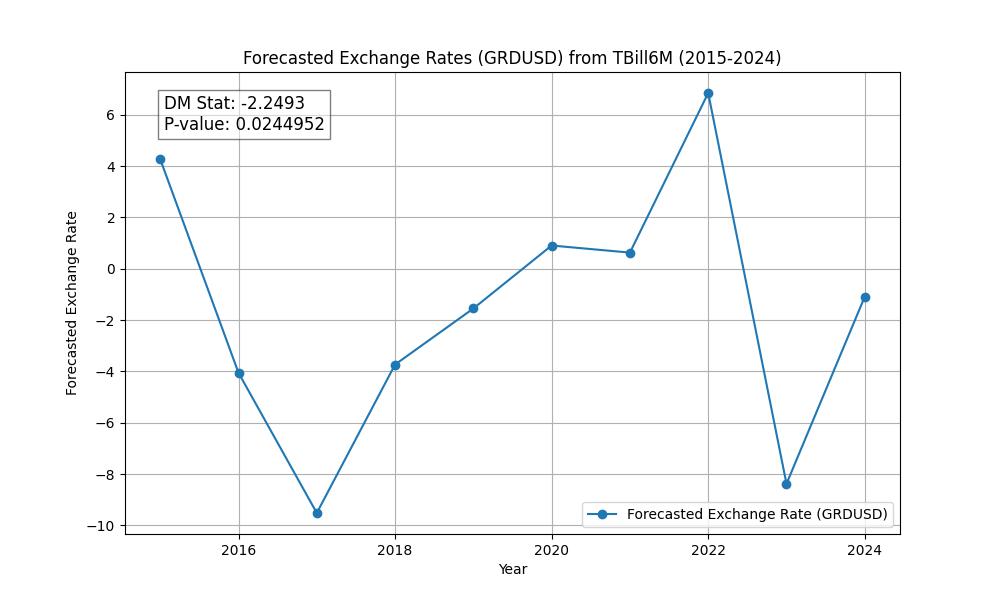 Forecasted Exchange Rates (GRDUSD) from TBill6M (2015-2024)
DM Stat: -2.2493
P-value: 0.0244952
6
4
2
0
−2
−4
−6
−8
−10
Forecasted Exchange Rate
Forecasted Exchange Rate (GRDUSD)
2016
2018
2020
2022
2024
Year